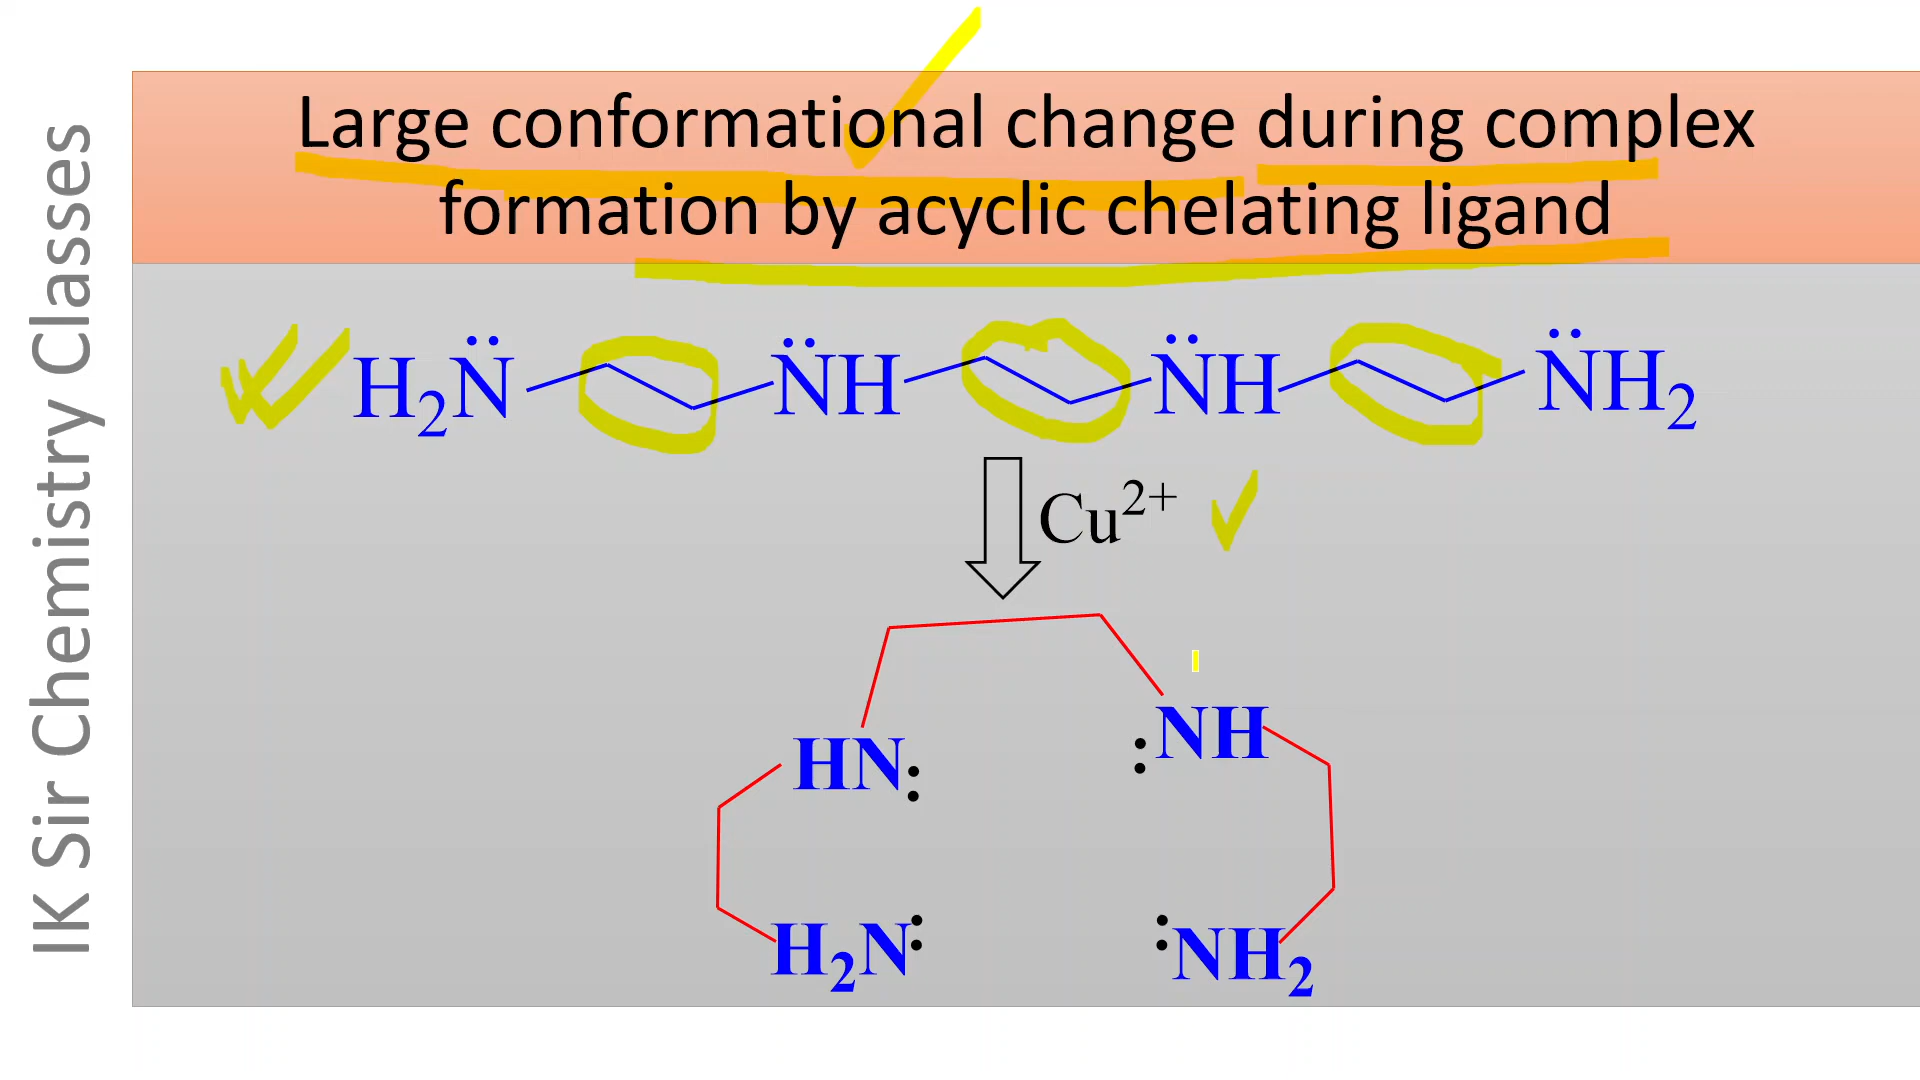 Large conformational change during complex
formation by acyclic chelating ligand
IK Sir Chemistry Classes
H₂N̈ N̈H N̈H N̈H₂
Cu²⁺
HN: :NH
H₂N: :NH₂